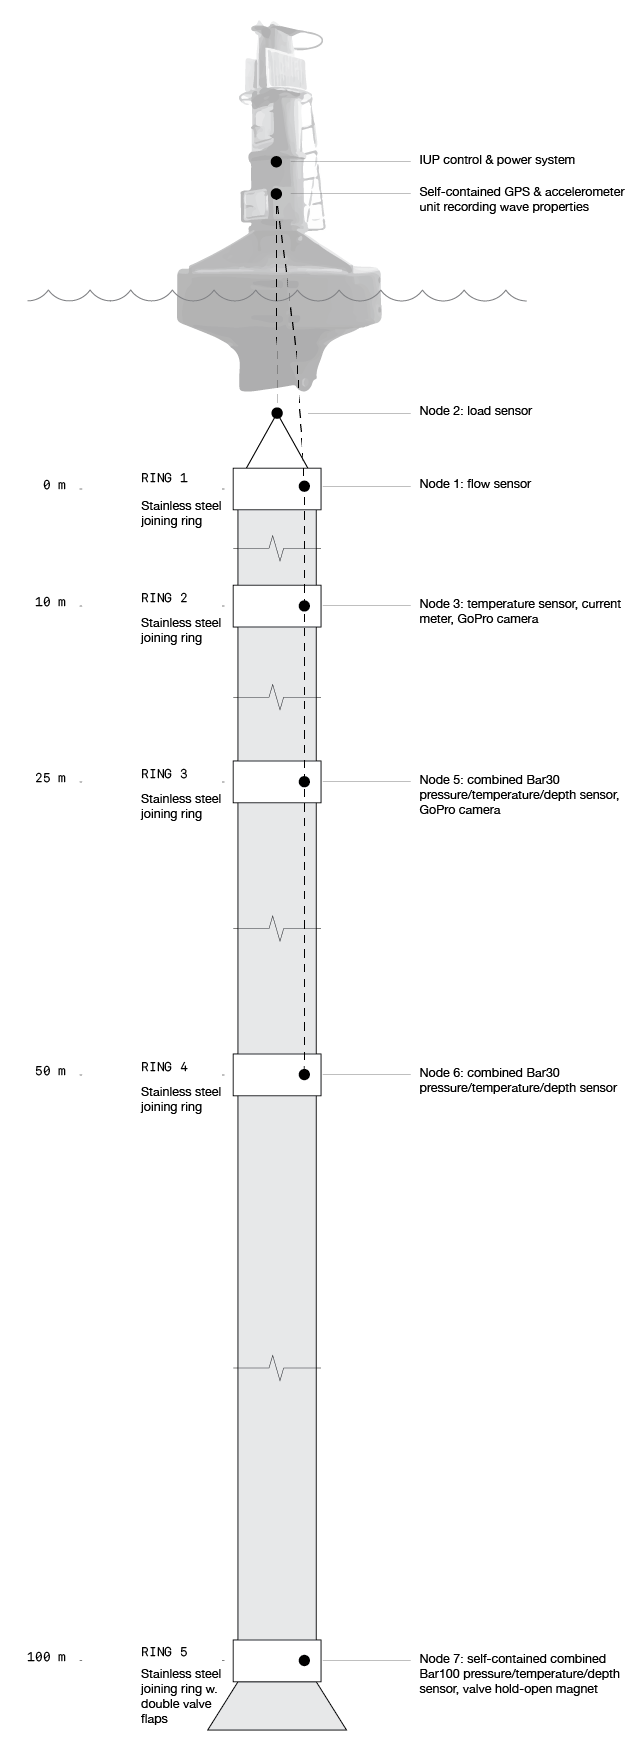 IUP control & power system
Self-contained GPS & accelerometer
unit recording wave properties
Node 2: load sensor
0 m
RING 1
Stainless steel
joining ring
Node 1: flow sensor
10 m
RING 2
Stainless steel
joining ring
Node 3: temperature sensor, current
meter, GoPro camera
25 m
RING 3
Stainless steel
joining ring
Node 5: combined Bar30
pressure/temperature/depth sensor,
GoPro camera
50 m
RING 4
Stainless steel
joining ring
Node 6: combined Bar30
pressure/temperature/depth sensor
100 m
RING 5
Stainless steel
joining ring w.
double valve
flaps
Node 7: self-contained combined
Bar100 pressure/temperature/depth
sensor, valve hold-open magnet